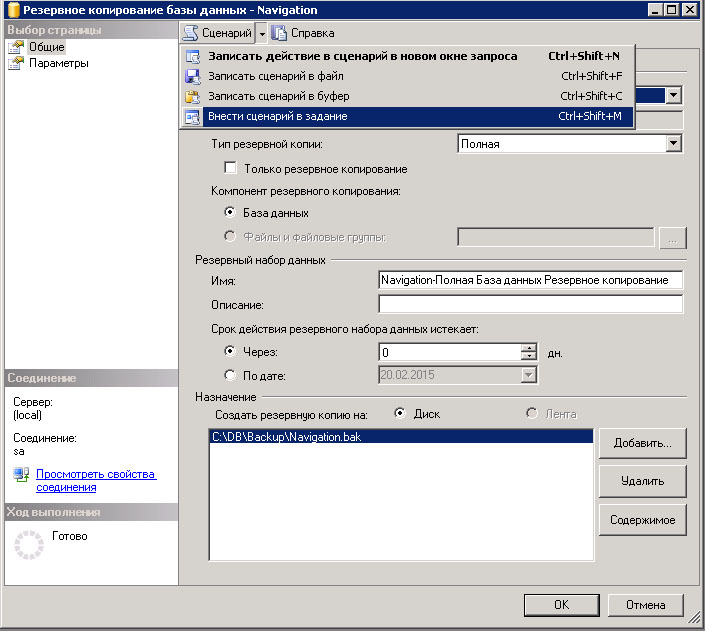 Резервное копирование базы данных - Navigation
Выбор страницы
Общие
Параметры
Сценарий
Справка
Записать действие в сценарий в новом окне запроса Ctrl+Shift+N
Записать сценарий в файл Ctrl+Shift+F
Записать сценарий в буфер Ctrl+Shift+C
Внести сценарий в задание Ctrl+Shift+M
Тип резервной копии: Полная
Только резервное копирование
Компонент резервного копирования:
База данных
Файлы и файловые группы: ...
Резервный набор данных
Имя: Navigation-Полная База данных Резервное копирование
Описание:
Срок действия резервного набора данных истекает:
Через: 0 дн.
По дате: 20.02.2015
Назначение
Создать резервную копию на: Диск Лента
C:\DB\Backup\Navigation.bak
Добавить...
Удалить
Содержимое
Соединение
Сервер:
(local)
Соединение:
sa
Просмотреть свойства
соединения
Ход выполнения
Готово
OK Отмена